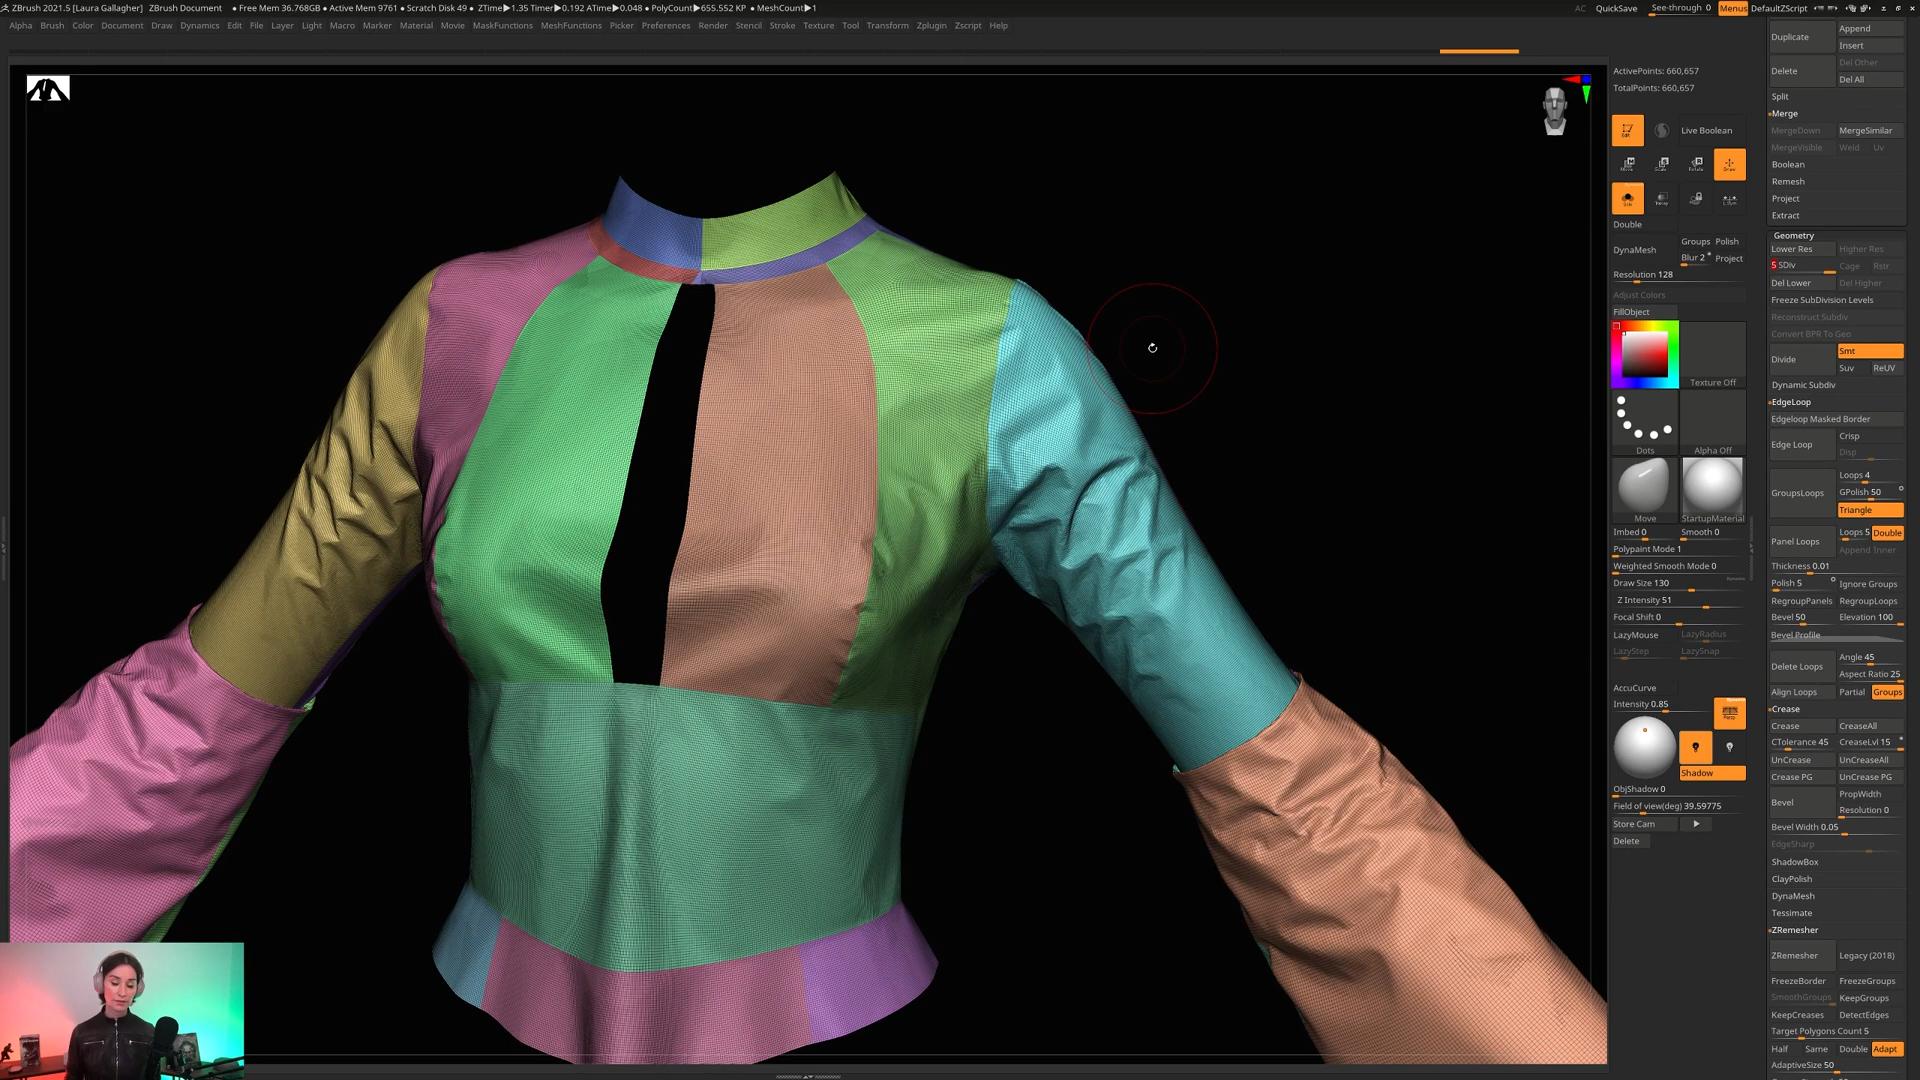 ZBrush 2021.5 [Laura Gallagher] ZBrush Document • Free Mem 36.768GB • Active Mem 9761 • Scratch Disk 49 • ZTime▶1.35 Timer▶0.192 ATime▶0.048 • PolyCount▶655.552 KP • MeshCount▶1
AC QuickSave See-through 0 Menus DefaultZScript
Alpha Brush Color Document Draw Dynamics Edit File Layer Light Macro Marker Material Movie MaskFunctions MeshFunctions Picker Preferences Render Stencil Stroke Texture Tool Transform Zplugin Zscript Help
ActivePoints: 660,657
TotalPoints: 660,657
Edit Live Boolean
Move Scale Rotate Draw
Double
DynaMesh Groups Polish
Blur 2 Project
Resolution 128
Adjust Colors
FillObject
Texture Off
Dots Alpha Off
Move StartupMaterial
Imbed 0 Smooth 0
Polypaint Mode 1
Weighted Smooth Mode 0
Draw Size 130 Dynamic
Z Intensity 51
Focal Shift 0
LazyMouse LazyRadius
LazyStep LazySnap
AccuCurve
Intensity 0.85
Persp
Shadow
ObjShadow 0
Field of view(deg) 39.59775
Store Cam
Delete
Duplicate Append
Insert
Delete Del Other
Del All
Split
Merge
MergeDown MergeSimilar
MergeVisible Weld Uv
Boolean
Remesh
Project
Extract
Geometry
Lower Res Higher Res
5 SDiv Cage Rstr
Del Lower Del Higher
Freeze SubDivision Levels
Reconstruct Subdiv
Convert BPR To Geo
Divide Smt
Suv ReUV
Dynamic Subdiv
EdgeLoop
Edgeloop Masked Border
Edge Loop Crisp
Disp
GroupsLoops Loops 4
GPolish 50
Triangle
Panel Loops Loops 5 Double
Append Inner
Thickness 0.01
Polish 5 Ignore Groups
RegroupPanels RegroupLoops
Bevel 50 Elevation 100
Bevel Profile
Delete Loops Angle 45
Aspect Ratio 25
Align Loops Partial Groups
Crease
Crease CreaseAll
CTolerance 45 CreaseLvl 15
UnCrease UnCreaseAll
Crease PG UnCrease PG
Bevel PropWidth
Resolution 0
Bevel Width 0.05
EdgeSharp
ShadowBox
ClayPolish
DynaMesh
Tessimate
ZRemesher
ZRemesher Legacy (2018)
FreezeBorder FreezeGroups
SmoothGroups KeepGroups
KeepCreases DetectEdges
Target Polygons Count 5
Half Same Double Adapt
AdaptiveSize 50